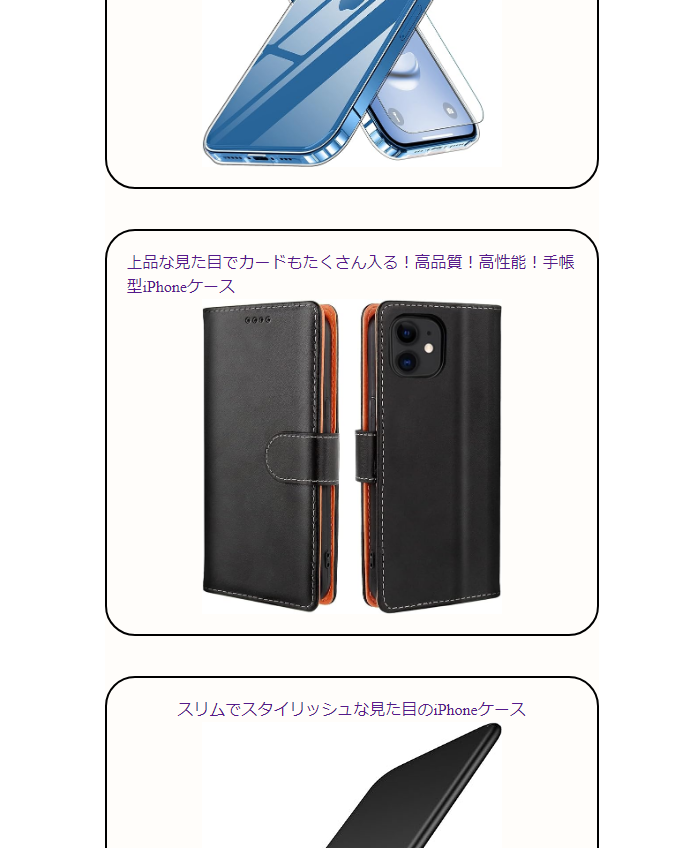 上品な見た目でカードもたくさん入る！高品質！高性能！手帳
型iPhoneケース
スリムでスタイリッシュな見た目のiPhoneケース